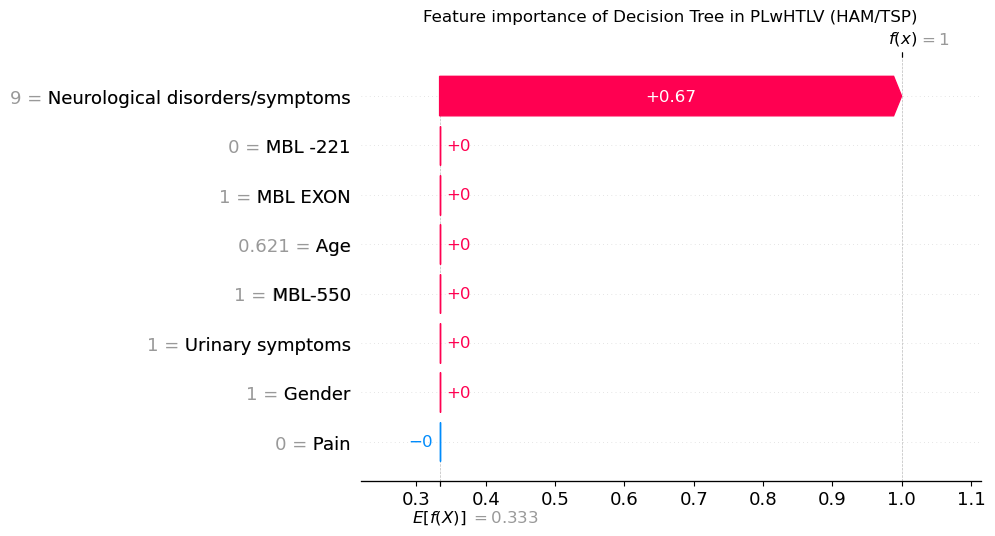 Feature importance of Decision Tree in PLwHTLV (HAM/TSP)
f(x) = 1
9 = Neurological disorders/symptoms +0.67
0 = MBL -221 +0
1 = MBL EXON +0
0.621 = Age +0
1 = MBL-550 +0
1 = Urinary symptoms +0
1 = Gender +0
0 = Pain −0
0.3 0.4 0.5 0.6 0.7 0.8 0.9 1.0 1.1
E[f(X)] = 0.333